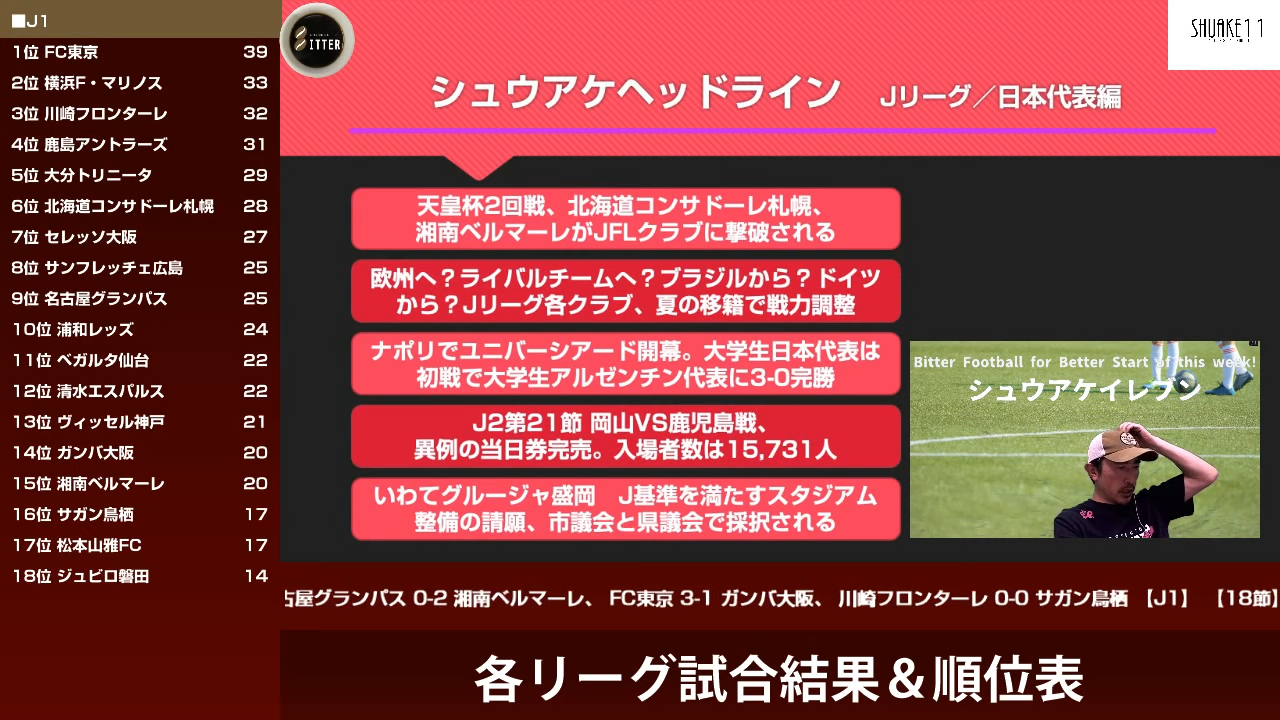 ■J1
1位 FC東京 39
2位 横浜F・マリノス 33
3位 川崎フロンターレ 32
4位 鹿島アントラーズ 31
5位 大分トリニータ 29
6位 北海道コンサドーレ札幌 28
7位 セレッソ大阪 27
8位 サンフレッチェ広島 25
9位 名古屋グランパス 25
10位 浦和レッズ 24
11位 ベガルタ仙台 22
12位 清水エスパルス 22
13位 ヴィッセル神戸 21
14位 ガンバ大阪 20
15位 湘南ベルマーレ 20
16位 サガン鳥栖 17
17位 松本山雅FC 17
18位 ジュビロ磐田 14
BITTER
SHUAKE11
シュウアケヘッドライン Jリーグ／日本代表編
天皇杯2回戦、北海道コンサドーレ札幌、
湘南ベルマーレがJFLクラブに撃破される
欧州へ？ライバルチームへ？ブラジルから？ドイツ
から？Jリーグ各クラブ、夏の移籍で戦力調整
ナポリでユニバーシアード開幕。大学生日本代表は
初戦で大学生アルゼンチン代表に3-0完勝
J2第21節 岡山VS鹿児島戦、
異例の当日券完売。入場者数は15,731人
いわてグルージャ盛岡　J基準を満たすスタジアム
整備の請願、市議会と県議会で採択される
Bitter Football for Better Start of this week!
シュウアケイレブン
古屋グランパス 0-2 湘南ベルマーレ、 FC東京 3-1 ガンバ大阪、 川崎フロンターレ 0-0 サガン鳥栖 【J1】 【18節】
各リーグ試合結果＆順位表